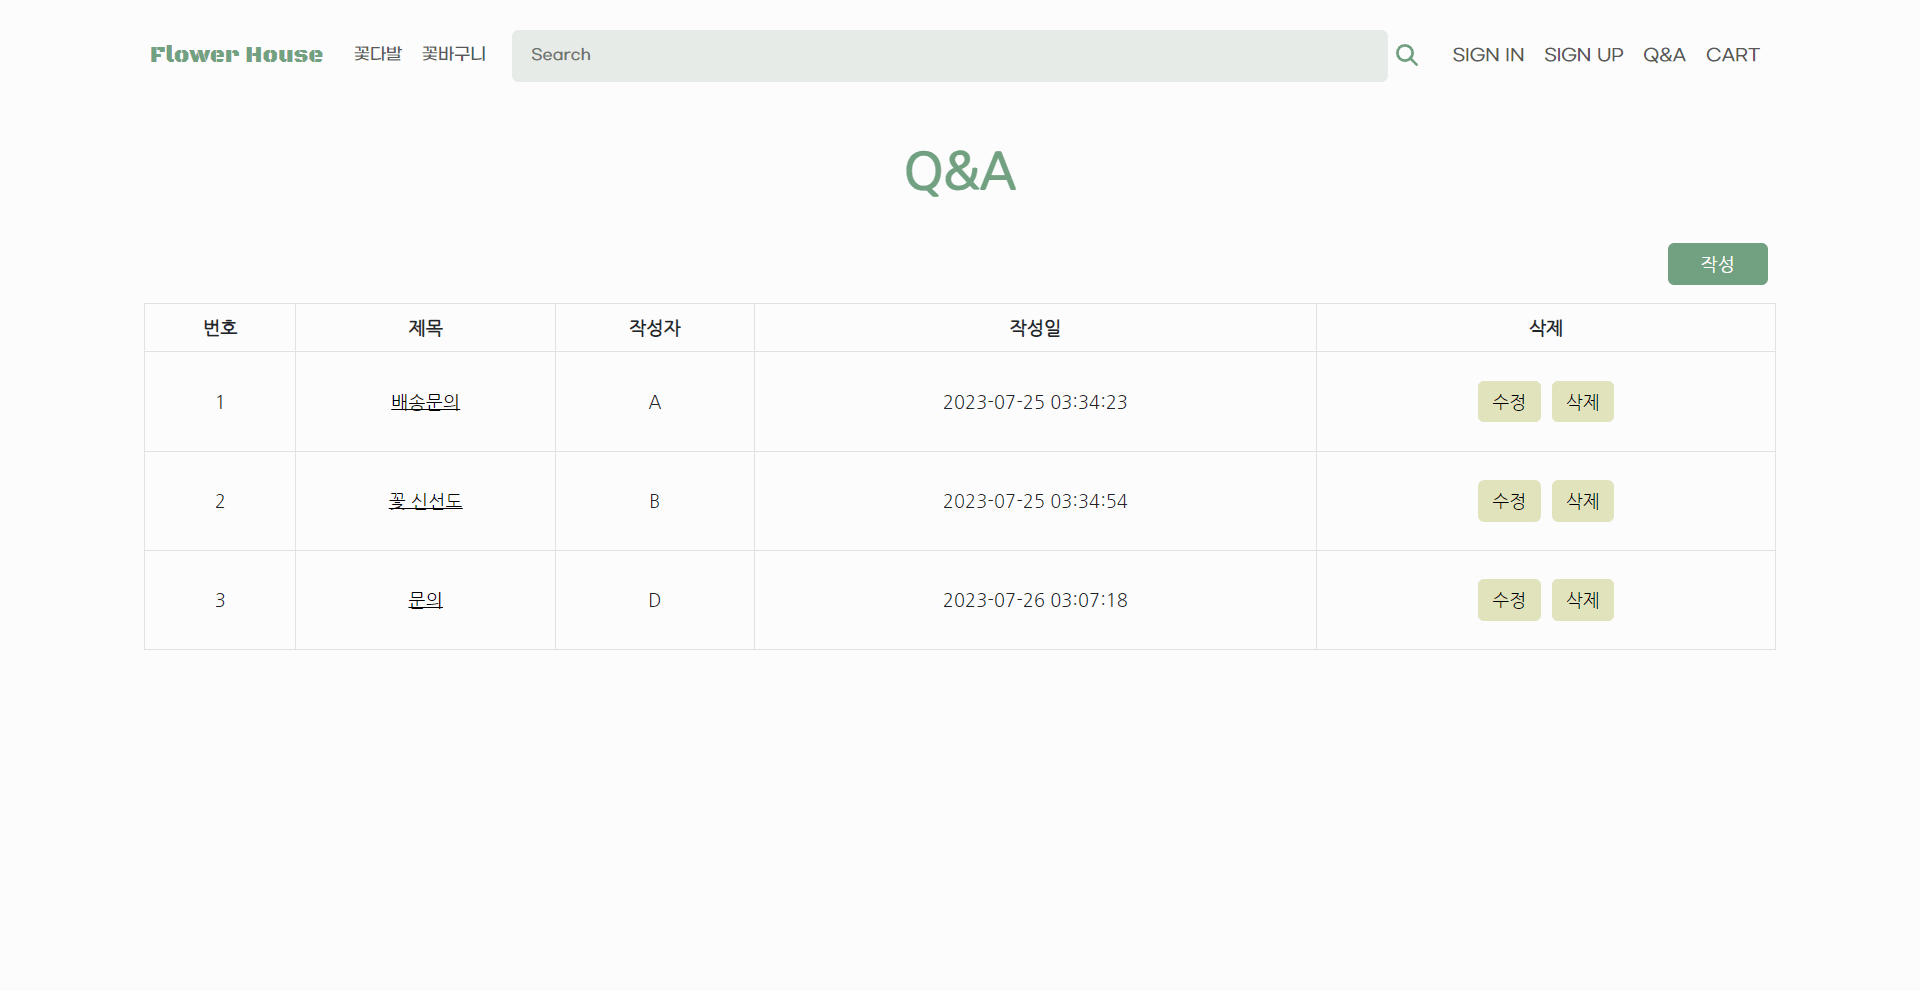 Flower House 꽃다발 꽃바구니 Search SIGN IN SIGN UP Q&A CART
Q&A
작성
번호 제목 작성자 작성일 삭제
1 배송문의 A 2023-07-25 03:34:23 수정 삭제
2 꽃 신선도 B 2023-07-25 03:34:54 수정 삭제
3 문의 D 2023-07-26 03:07:18 수정 삭제